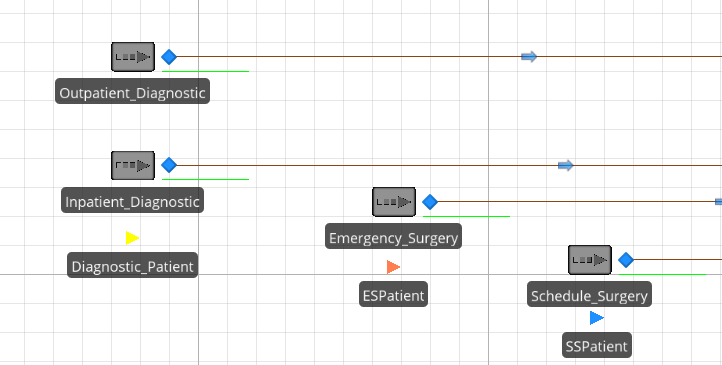 Outpatient_Diagnostic
Inpatient_Diagnostic
Emergency_Surgery
Diagnostic_Patient
ESPatient
Schedule_Surgery
SSPatient